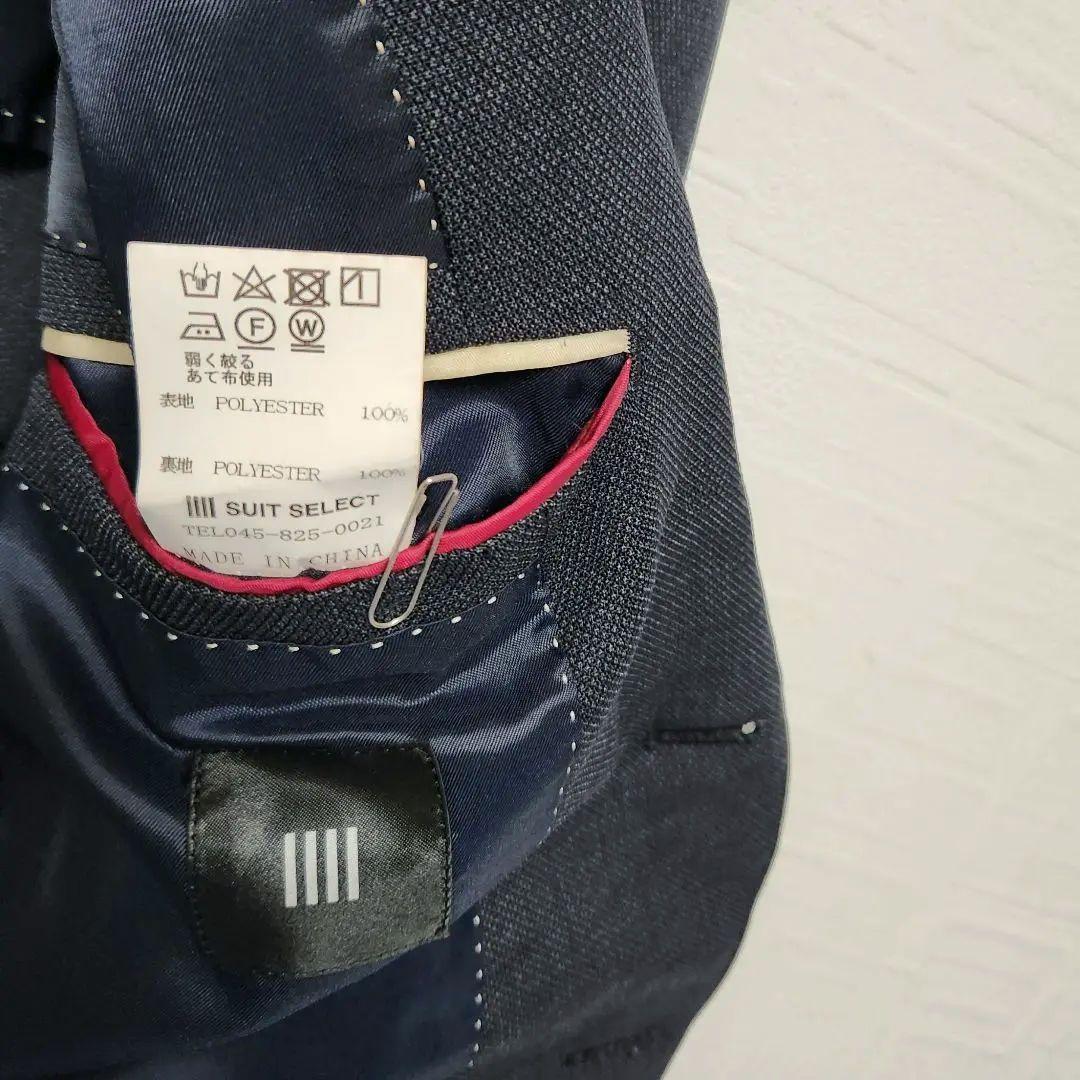 F W
弱く絞る
あて布使用
表地 POLYESTER 100%
裏地 POLYESTER 100%
SUIT SELECT
TEL045-825-0021
MADE IN CHINA